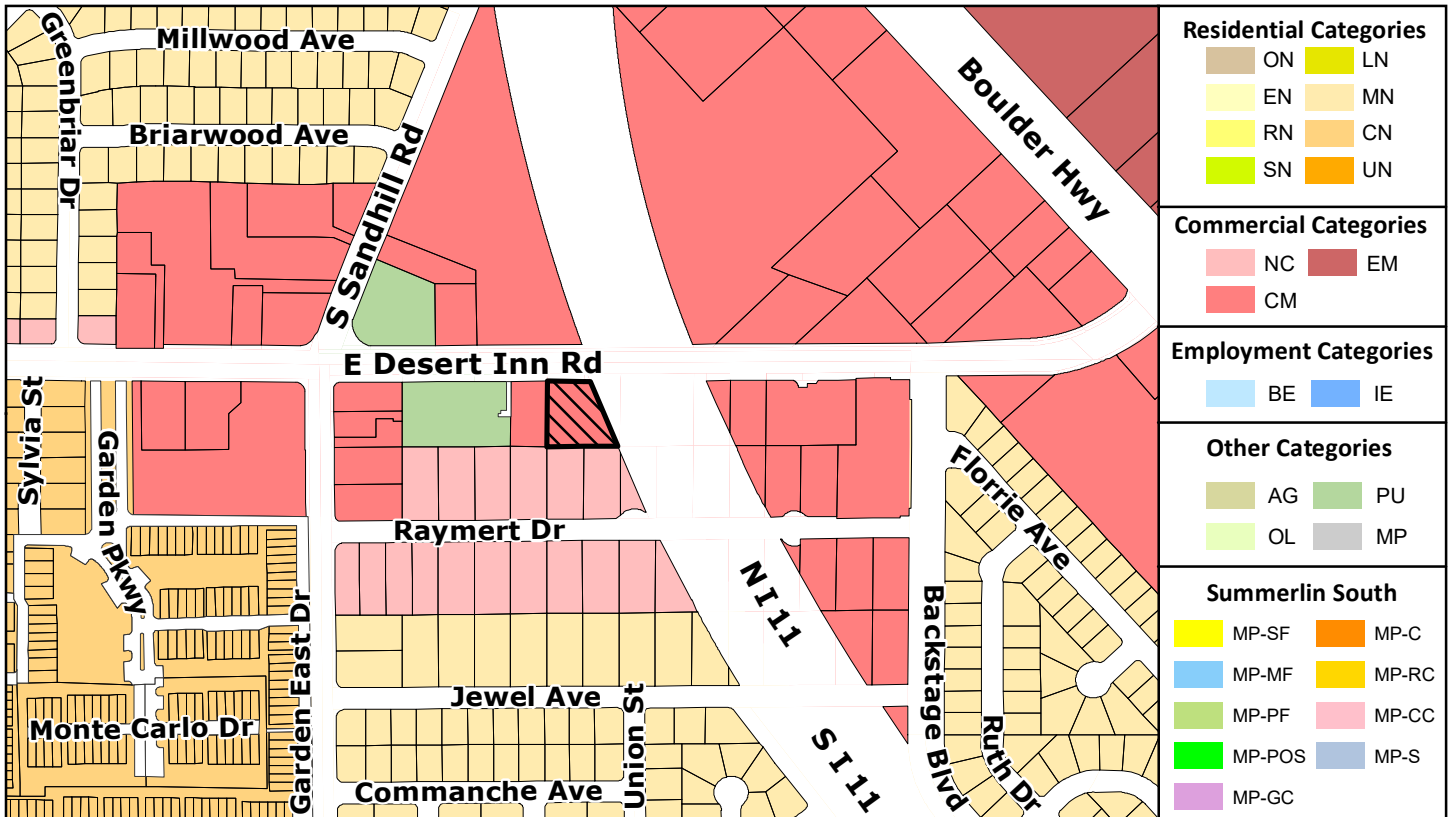 Millwood Ave
Greenbriar Dr
Briarwood Ave
S Sandhill Rd
Boulder Hwy
E Desert Inn Rd
Sylvia St
Garden Pkwy
Florrie Ave
Raymert Dr
N I 11
Backstage Blvd
Garden East Dr
Jewel Ave
Union St
Monte Carlo Dr
S I 11
Ruth Dr
Commanche Ave
Residential Categories
ON LN
EN MN
RN CN
SN UN
Commercial Categories
NC EM
CM
Employment Categories
BE IE
Other Categories
AG PU
OL MP
Summerlin South
MP-SF MP-C
MP-MF MP-RC
MP-PF MP-CC
MP-POS MP-S
MP-GC